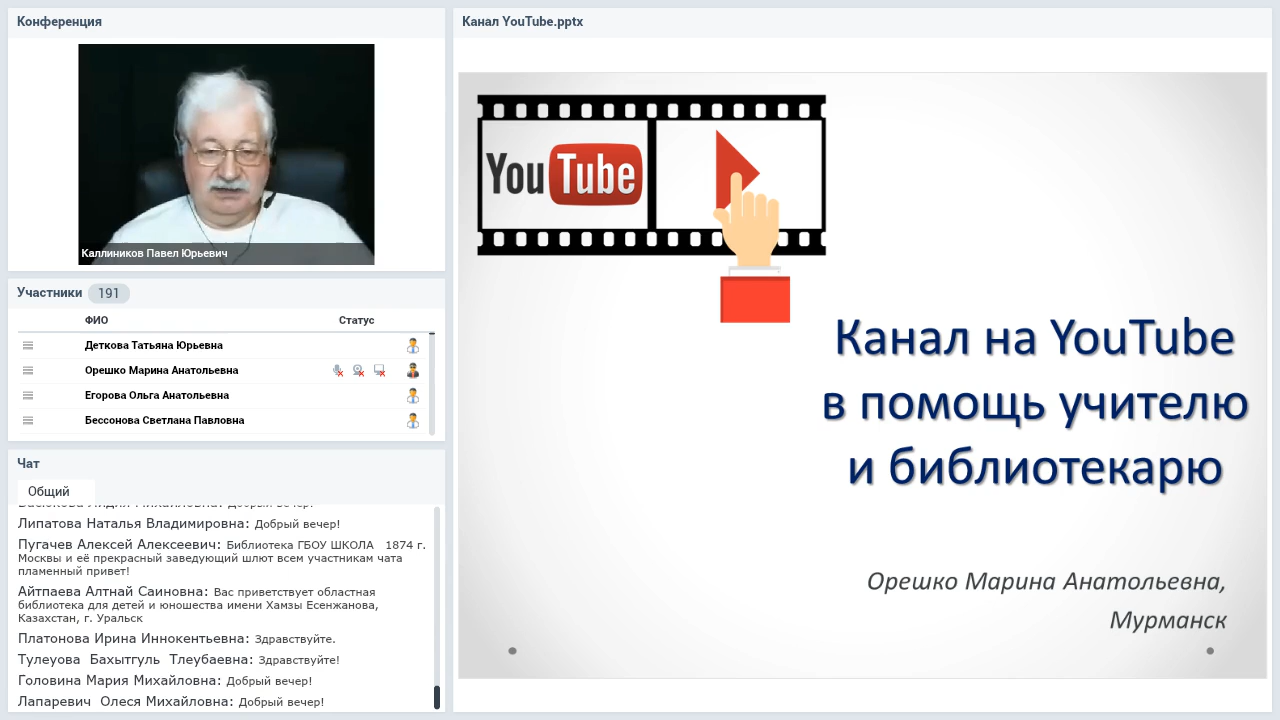 Конференция
Каллиников Павел Юрьевич
Участники 191
ФИО Статус
Деткова Татьяна Юрьевна
Орешко Марина Анатольевна
Егорова Ольга Анатольевна
Бессонова Светлана Павловна
Чат
Общий
Липатова Наталья Владимировна: Добрый вечер!
Пугачев Алексей Алексеевич: Библиотека ГБОУ ШКОЛА 1874 г.
Москвы и её прекрасный заведующий шлют всем участникам чата
пламенный привет!
Айтпаева Алтнай Саиновна: Вас приветствует областная
библиотека для детей и юношества имени Хамзы Есенжанова,
Казахстан, г. Уральск
Платонова Ирина Иннокентьевна: Здравствуйте.
Тулеуова Бахытгуль Тлеубаевна: Здравствуйте!
Головина Мария Михайловна: Добрый вечер!
Лапаревич Олеся Михайловна: Добрый вечер!
Канал YouTube.pptx
YouTube
Канал на YouTube
в помощь учителю
и библиотекарю
Орешко Марина Анатольевна,
Мурманск